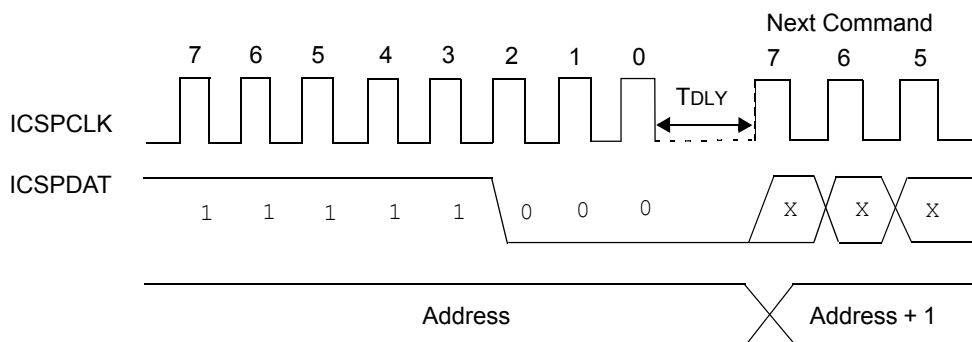 Next Command
7 6 5 4 3 2 1 0 7 6 5
TDLY
ICSPCLK
ICSPDAT
1 1 1 1 1 0 0 0 X X X
Address Address + 1